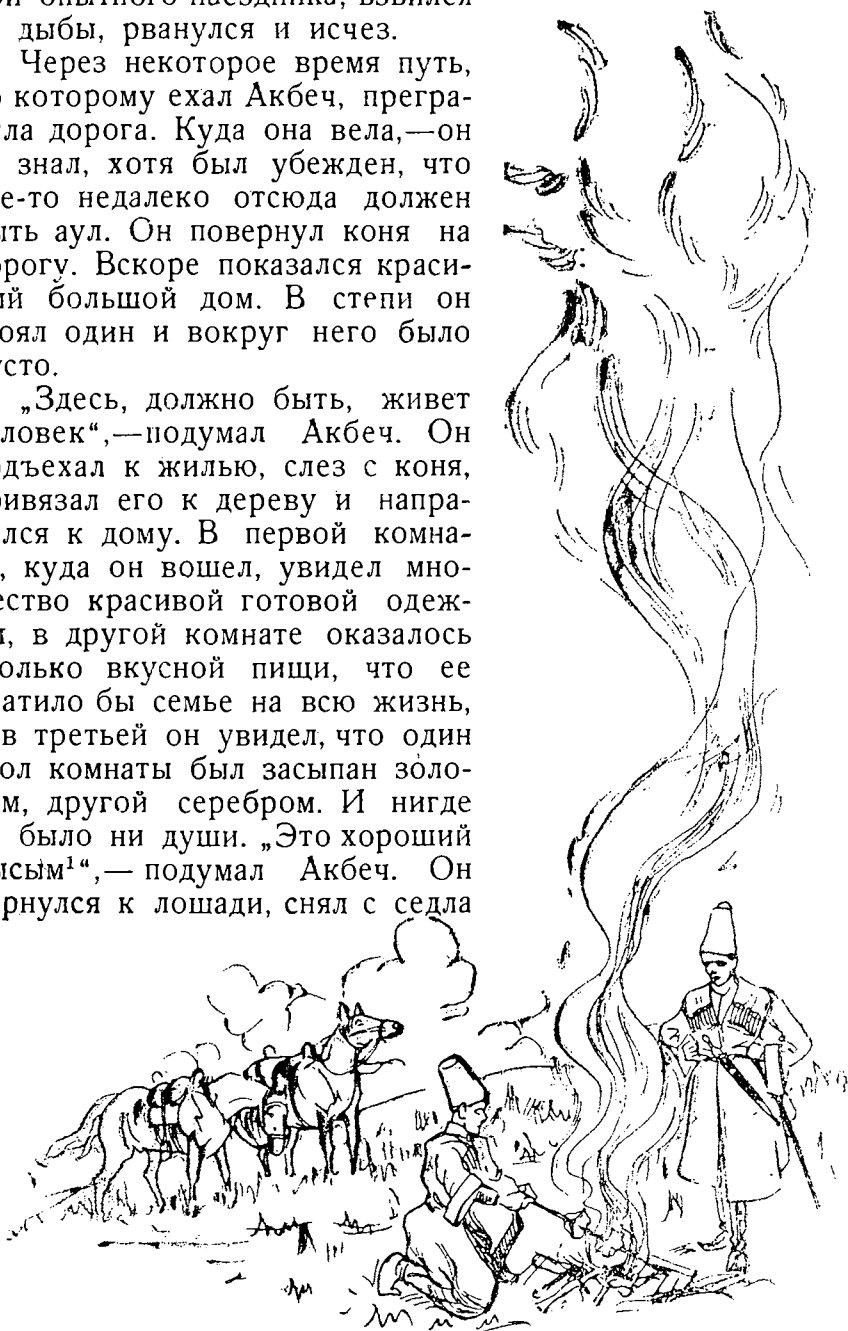 ой опытного наездника, взвился
дыбы, рванулся и исчез.
Через некоторое время путь,
которому ехал Акбеч, прегра-
ла дорога. Куда она вела,—он
знал, хотя был убежден, что
е-то недалеко отсюда должен
ть аул. Он повернул коня на
рогу. Вскоре показался краси-
й большой дом. В степи он
оял один и вокруг него было
сто.
„Здесь, должно быть, живет
ловек“,—подумал Акбеч. Он
дъехал к жилью, слез с коня,
ривязал его к дереву и напра-
лся к дому. В первой комна-
, куда он вошел, увидел мно-
ество красивой готовой одеж-
, в другой комнате оказалось
олько вкусной пищи, что ее
атило бы семье на всю жизнь,
в третьей он увидел, что один
ол комнаты был засыпан золо-
м, другой серебром. И нигде
было ни души. „Это хороший
сым¹“,— подумал Акбеч. Он
рнулся к лошади, снял с седла